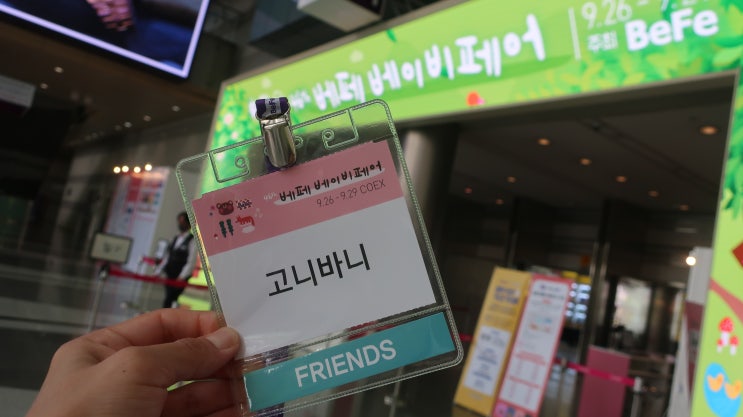 베페 베이비페어
9.26 -
주최 BeFe
베페 베이비페어
9.26 - 9.29 COEX
고니바니
FRIENDS